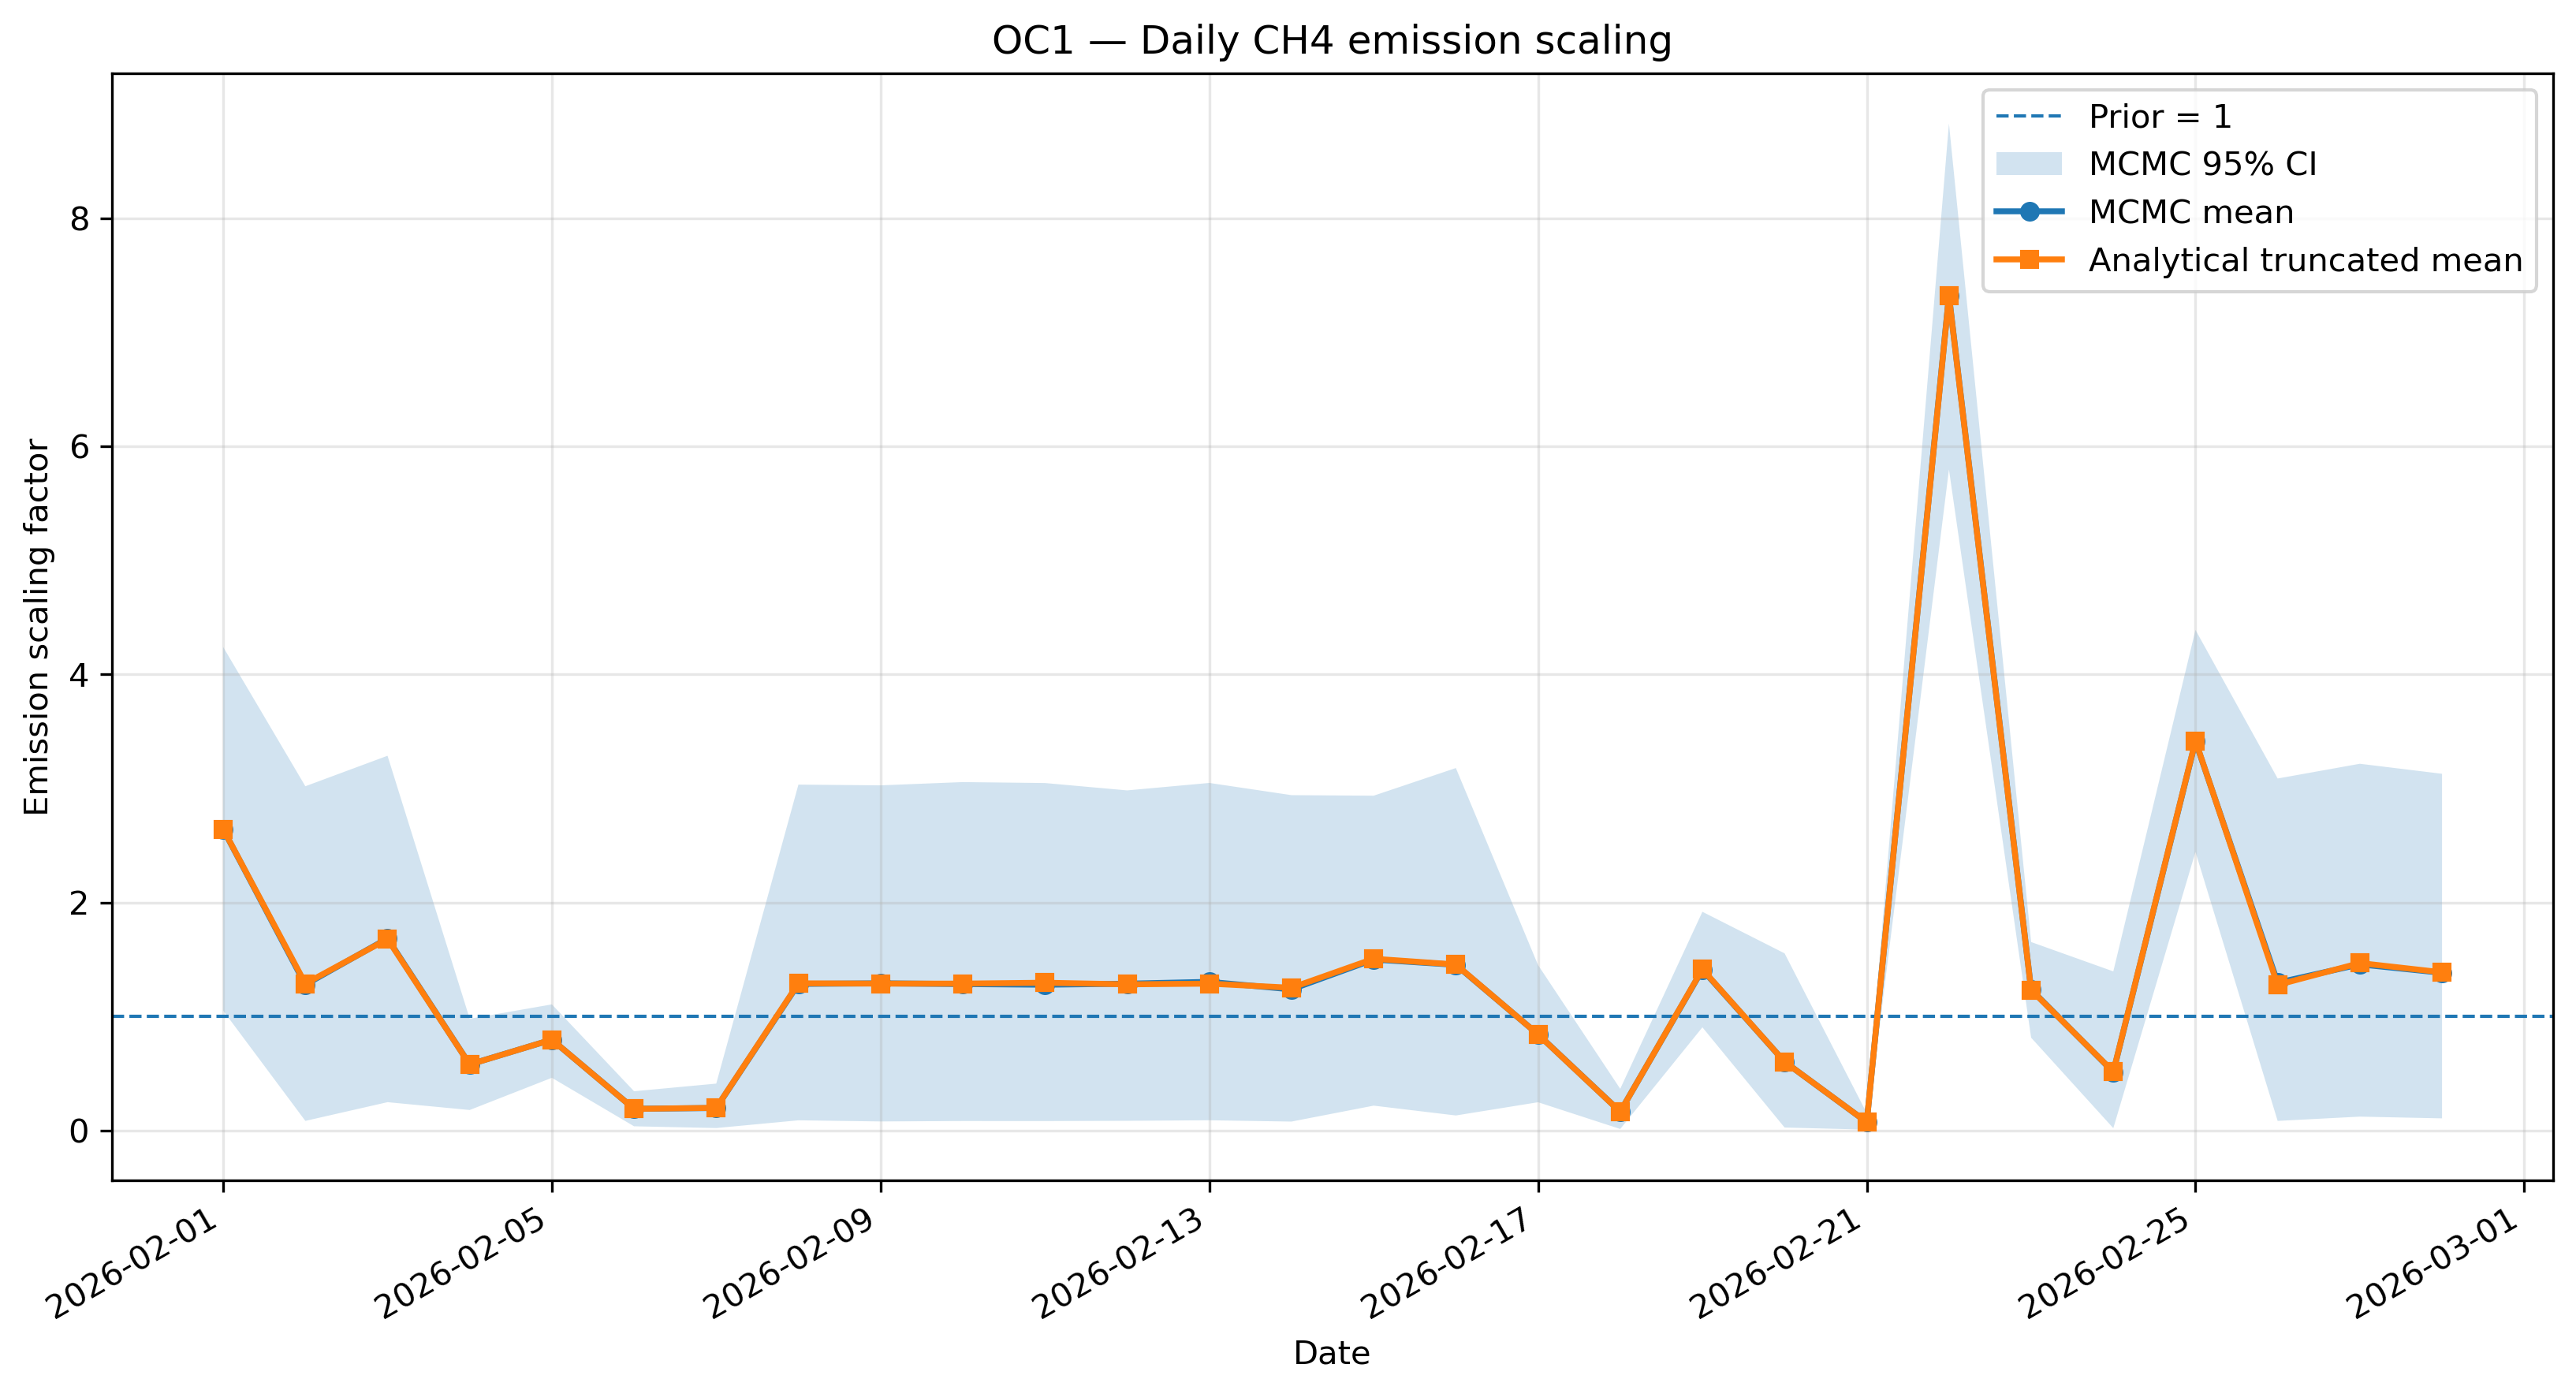 OC1 — Daily CH4 emission scaling
Prior = 1
MCMC 95% CI
MCMC mean
Analytical truncated mean
Emission scaling factor
8
6
4
2
0
2026-02-01
2026-02-05
2026-02-09
2026-02-13
2026-02-17
2026-02-21
2026-02-25
2026-03-01
Date